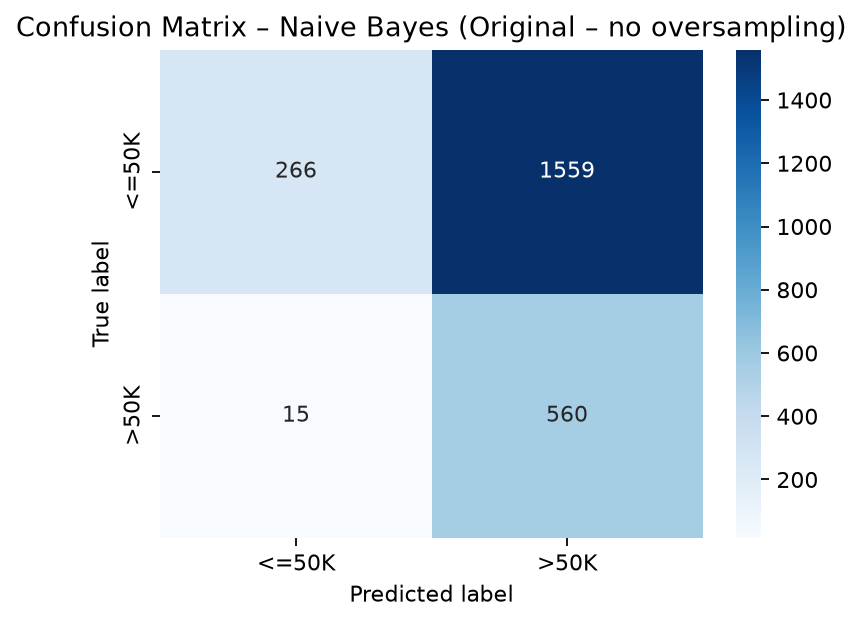 Confusion Matrix – Naive Bayes (Original – no oversampling)
True label
<=50K
266
1559
>50K
15
560
<=50K
>50K
Predicted label
1400
1200
1000
800
600
400
200